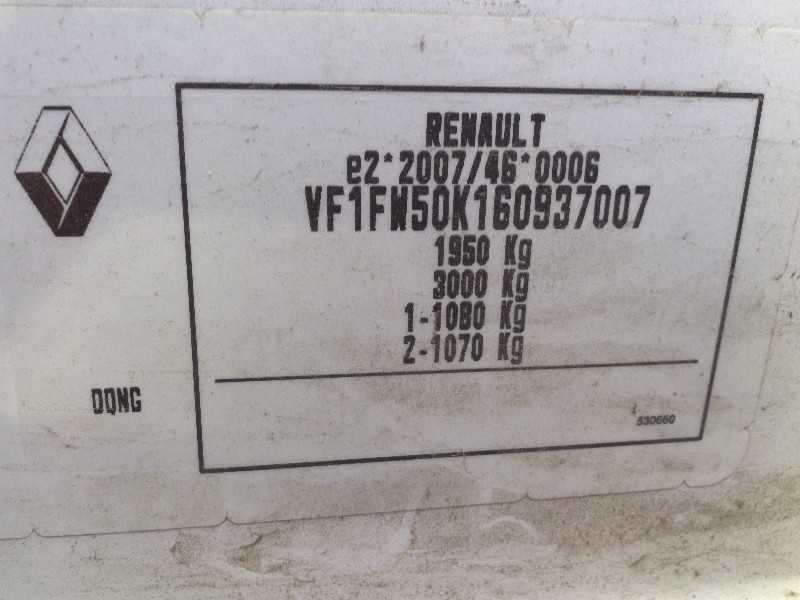 RENAULT
e2*2007/46*0006
VF1FW50K160937007
1950 Kg
3000 Kg
1-1080 Kg
2-1070 Kg
DQNG
530660